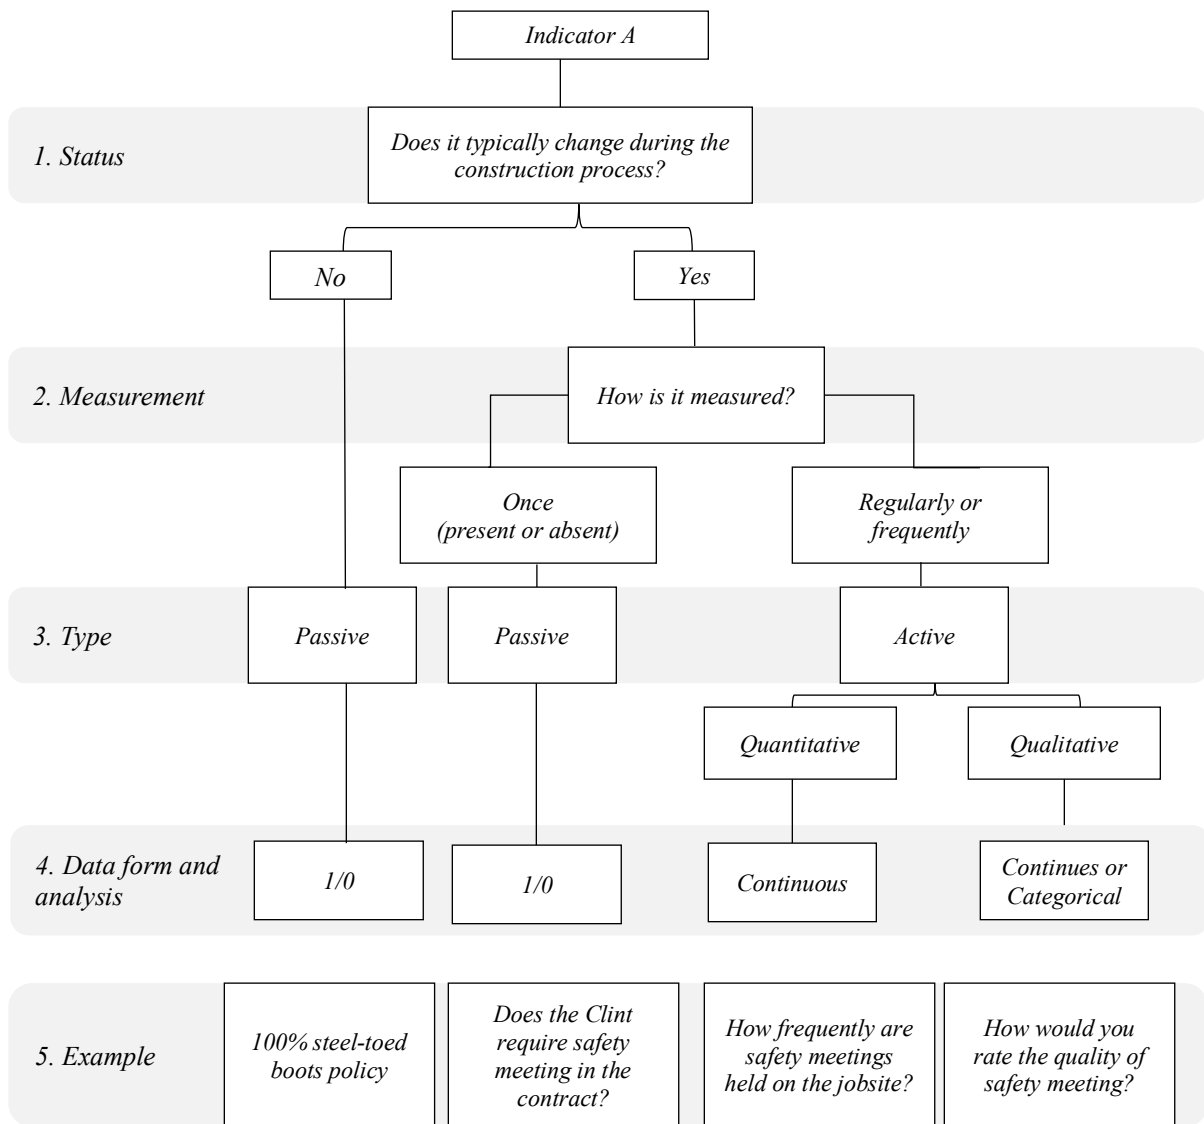 Indicator A
1. Status
Does it typically change during the
construction process?
No
Yes
2. Measurement
How is it measured?
Once
(present or absent)
Regularly or
frequently
3. Type
Passive
Passive
Active
Quantitative
Qualitative
4. Data form and
analysis
1/0
1/0
Continuous
Continues or
Categorical
5. Example
100% steel-toed
boots policy
Does the Clint
require safety
meeting in the
contract?
How frequently are
safety meetings
held on the jobsite?
How would you
rate the quality of
safety meeting?